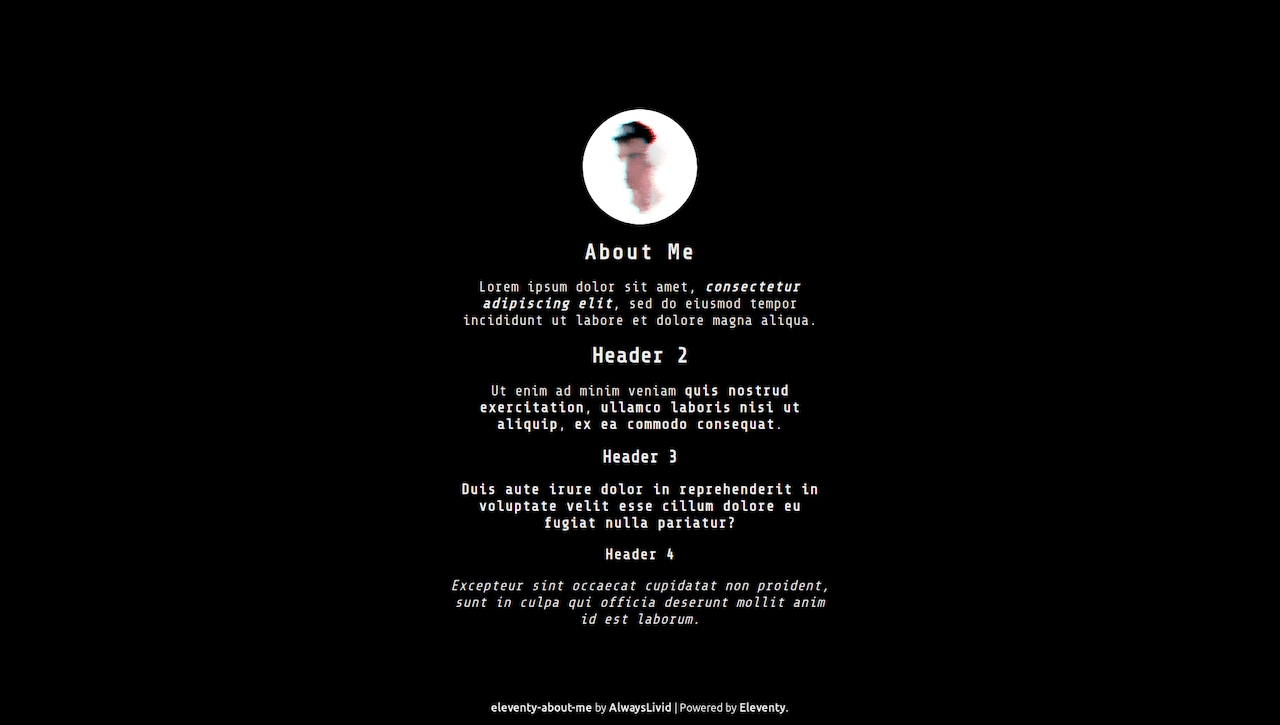 About Me
Lorem ipsum dolor sit amet, consectetur
adipiscing elit, sed do eiusmod tempor
incididunt ut labore et dolore magna aliqua.
Header 2
Ut enim ad minim veniam quis nostrud
exercitation, ullamco laboris nisi ut
aliquip, ex ea commodo consequat.
Header 3
Duis aute irure dolor in reprehenderit in
voluptate velit esse cillum dolore eu
fugiat nulla pariatur?
Header 4
Excepteur sint occaecat cupidatat non proident,
sunt in culpa qui officia deserunt mollit anim
id est laborum.
eleventy-about-me by AlwaysLivid | Powered by Eleventy.